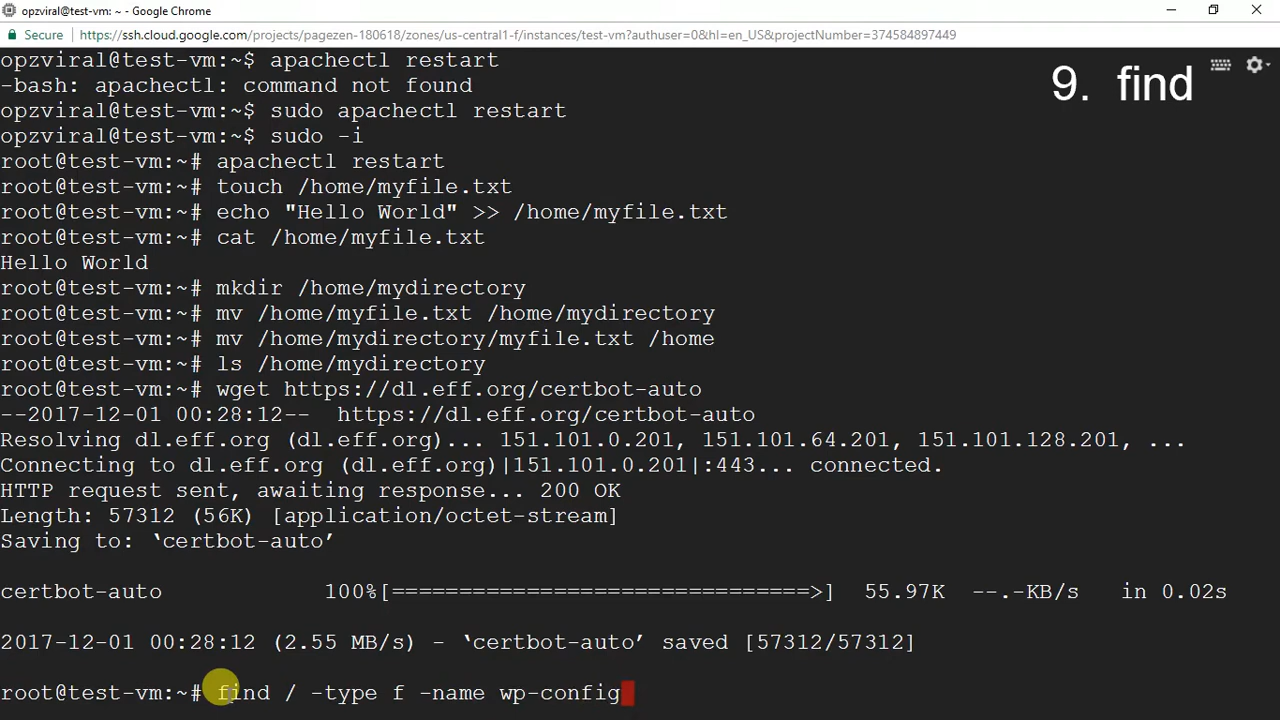 opzviral@test-vm: ~ - Google Chrome
Secure
https://ssh.cloud.google.com/projects/pagezen-180618/zones/us-central1-f/instances/test-vm?authuser=0&hl=en_US&projectNumber=374584897449
9. find
opzviral@test-vm:~$ apachectl restart
-bash: apachectl: command not found
opzviral@test-vm:~$ sudo apachectl restart
opzviral@test-vm:~$ sudo -i
root@test-vm:~# apachectl restart
root@test-vm:~# touch /home/myfile.txt
root@test-vm:~# echo "Hello World" >> /home/myfile.txt
root@test-vm:~# cat /home/myfile.txt
Hello World
root@test-vm:~# mkdir /home/mydirectory
root@test-vm:~# mv /home/myfile.txt /home/mydirectory
root@test-vm:~# mv /home/mydirectory/myfile.txt /home
root@test-vm:~# ls /home/mydirectory
root@test-vm:~# wget https://dl.eff.org/certbot-auto
--2017-12-01 00:28:12-- https://dl.eff.org/certbot-auto
Resolving dl.eff.org (dl.eff.org)... 151.101.0.201, 151.101.64.201, 151.101.128.201, ...
Connecting to dl.eff.org (dl.eff.org)|151.101.0.201|:443... connected.
HTTP request sent, awaiting response... 200 OK
Length: 57312 (56K) [application/octet-stream]
Saving to: ‘certbot-auto’
certbot-auto 100%[===============================>] 55.97K --.-KB/s in 0.02s
2017-12-01 00:28:12 (2.55 MB/s) - ‘certbot-auto’ saved [57312/57312]
root@test-vm:~# find / -type f -name wp-config